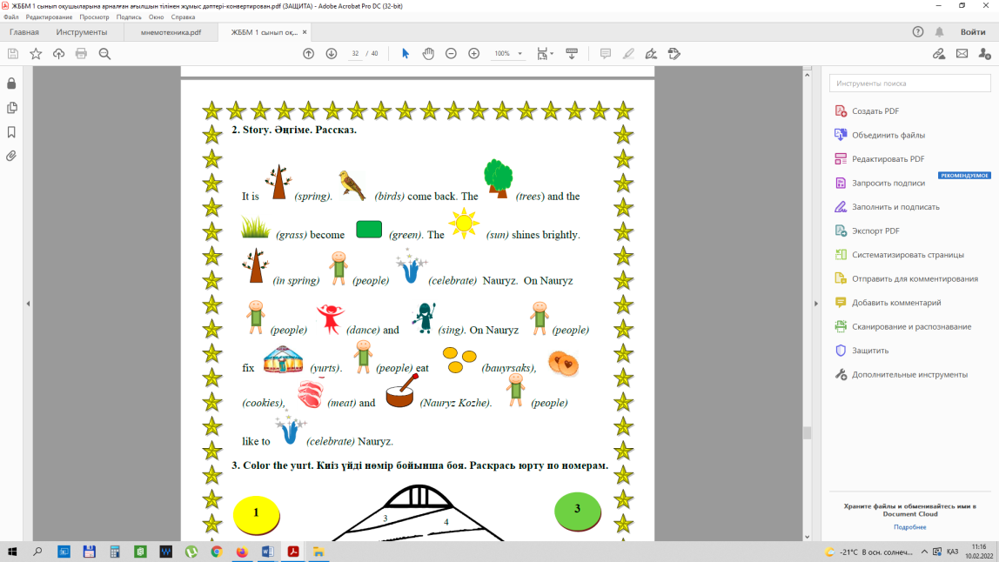 ЖББМ 1 сынып оқушыларына арналған ағылшын тілінен жұмыс дәптері-конвертирован.pdf (ЗАЩИТА) - Adobe Acrobat Pro DC (32-bit)
Файл Редактирование Просмотр Подпись Окно Справка
Главная Инструменты мнемотехника.pdf ЖББМ 1 сынып оқ... × Войти
32 / 40 100%
2. Story. Әңгіме. Рассказ.
It is (spring). (birds) come back. The (trees) and the
(grass) become (green). The (sun) shines brightly.
(in spring) (people) (celebrate) Nauryz. On Nauryz
(people) (dance) and (sing). On Nauryz (people)
fix (yurts). (people) eat (bauyrsaks),
(cookies), (meat) and (Nauryz Kozhe). (people)
like to (celebrate) Nauryz.
3. Color the yurt. Киіз үйді нөмір бойынша боя. Раскрась юрту по номерам.
1 3 4 3
Инструменты поиска
Создать PDF
Объединить файлы
Редактировать PDF
РЕКОМЕНДУЕМОЕ
Запросить подписи
Заполнить и подписать
Экспорт PDF
Систематизировать страницы
Отправить для комментирования
Добавить комментарий
Сканирование и распознавание
Защитить
Дополнительные инструменты
Храните файлы и обменивайтесь ими в
Document Cloud
Подробнее
-21°C В осн. солнеч... ҚАЗ 11:16
10.02.2022